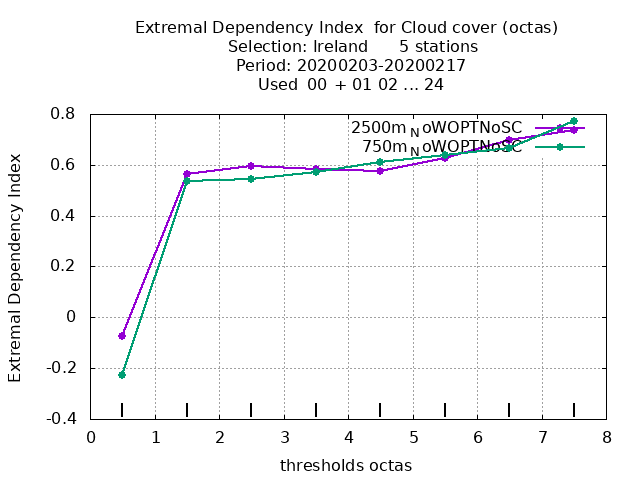 Extremal Dependency Index for Cloud cover (octas)
Selection: Ireland 5 stations
Period: 20200203-20200217
Used 00 + 01 02 ... 24
2500m_NoWOPTNoSC
750m_NoWOPTNoSC
Extremal Dependency Index
0.8
0.6
0.4
0.2
0
-0.2
-0.4
0 1 2 3 4 5 6 7 8
thresholds octas